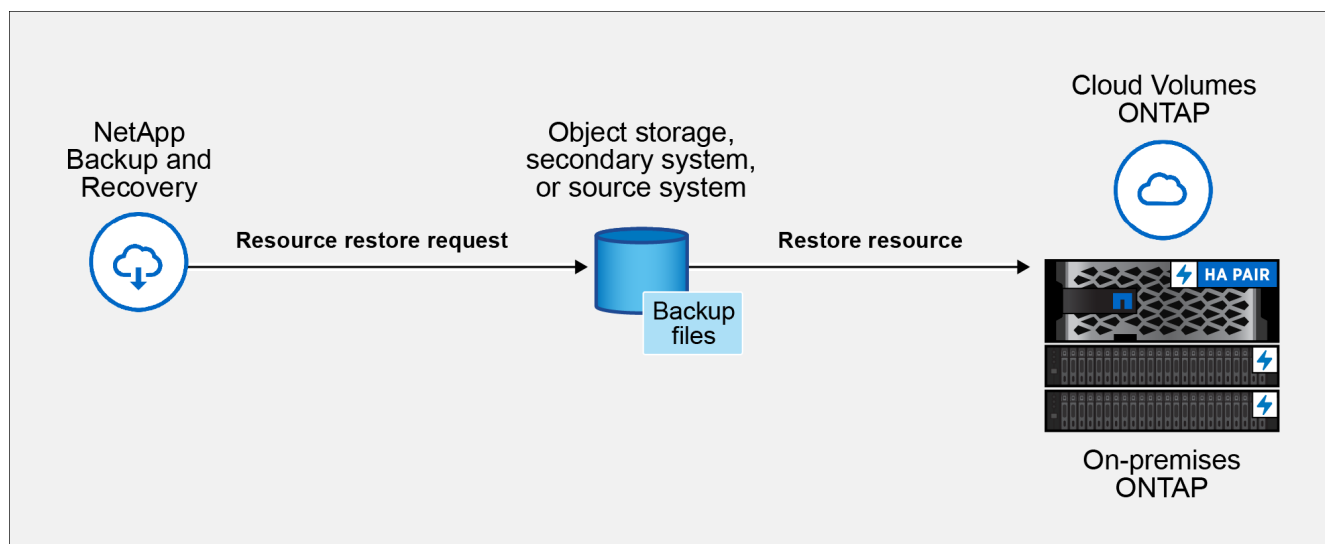 NetApp
Backup and
Recovery
Resource restore request
Object storage,
secondary system,
or source system
Backup
files
Restore resource
Cloud Volumes
ONTAP
HA PAIR
On-premises
ONTAP